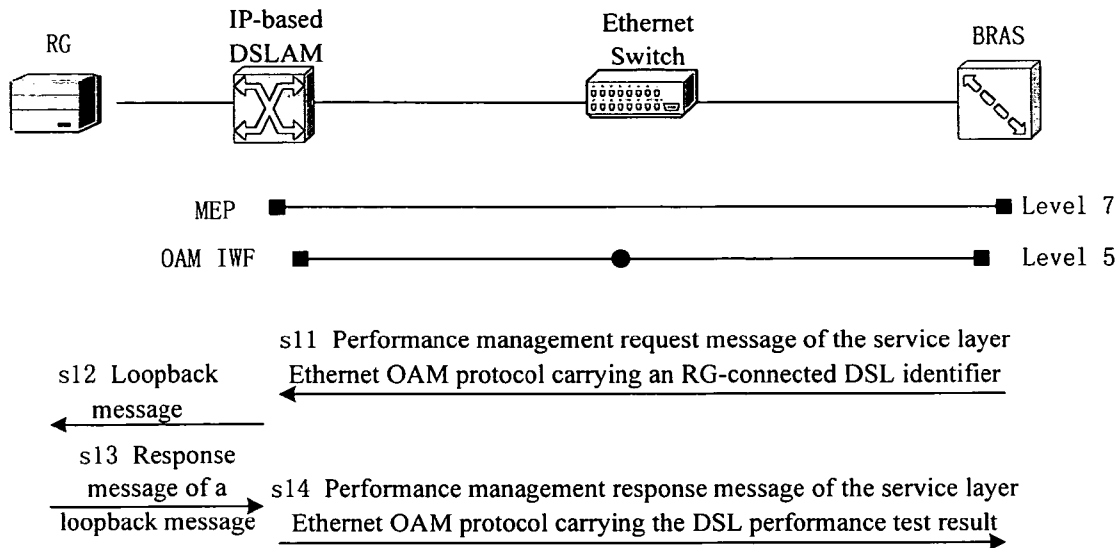 RG
IP-based
DSLAM
Ethernet
Switch
BRAS
MEP
Level 7
OAM IWF
Level 5
s11 Performance management request message of the service layer
Ethernet OAM protocol carrying an RG-connected DSL identifier
s12 Loopback
message
s13 Response
message of a
loopback message
s14 Performance management response message of the service layer
Ethernet OAM protocol carrying the DSL performance test result